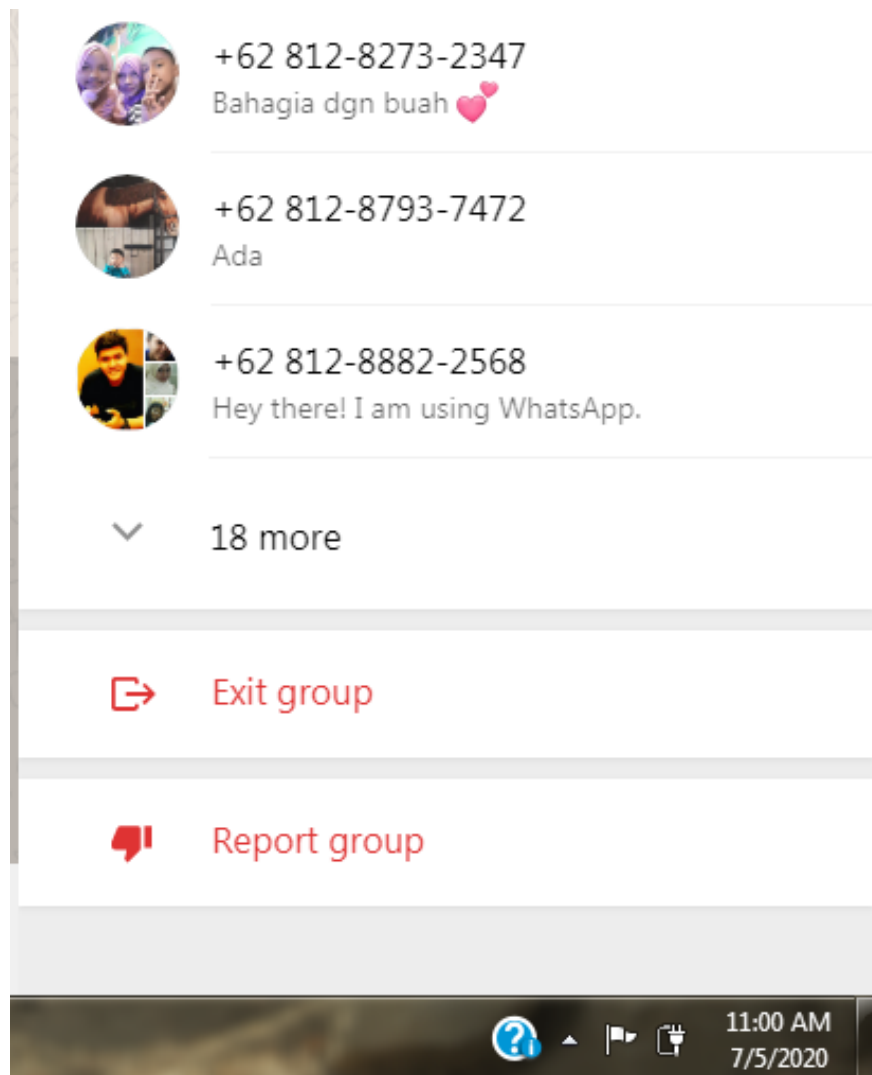 +62 812-8273-2347
Bahagia dgn buah 💕
+62 812-8793-7472
Ada
+62 812-8882-2568
Hey there! I am using WhatsApp.
18 more
Exit group
Report group
11:00 AM
7/5/2020